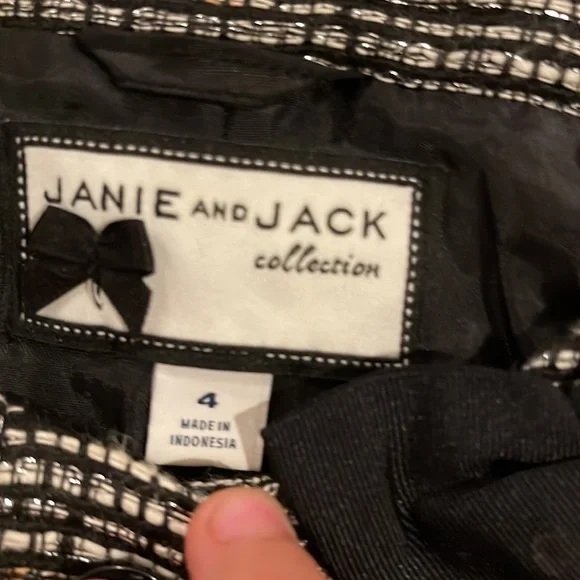 JANIE AND JACK
collection
4
MADE IN
INDONESIA